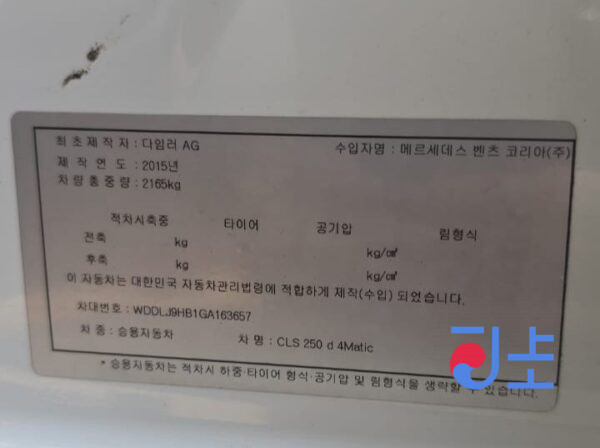 최초제작자 : 다임러 AG 수입자명 : 메르세데스 벤츠 코리아(주)
제 작 연 도 : 2015년
차량총중량 : 2165kg
적차시축중 타이어 공기압 림형식
전축 kg kg/㎠
후축 kg kg/㎠
이 자동차는 대한민국 자동차관리법령에 적합하게 제작(수입) 되었습니다.
차대번호 : WDDLJ9HB1GA163657
차 종 : 승용자동차 차 명 : CLS 250 d 4Matic
* 승용자동차는 적차시 하중·타이어 형식·공기압 및 림형식을 생략할 수 있습니다.